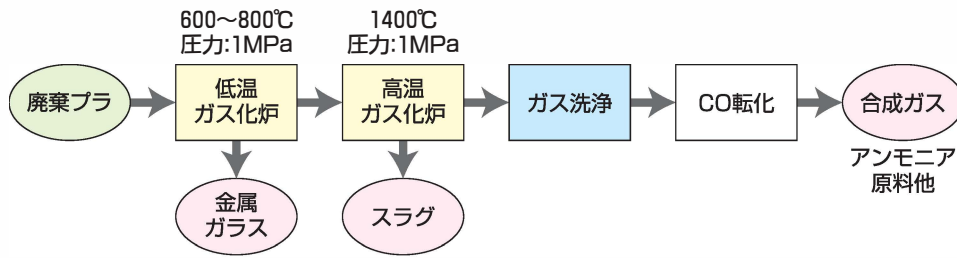 600～800℃
圧力:1MPa
1400℃
圧力:1MPa
廃棄プラ
低温
ガス化炉
高温
ガス化炉
ガス洗浄
CO転化
合成ガス
アンモニア
原料他
金属
ガラス
スラグ